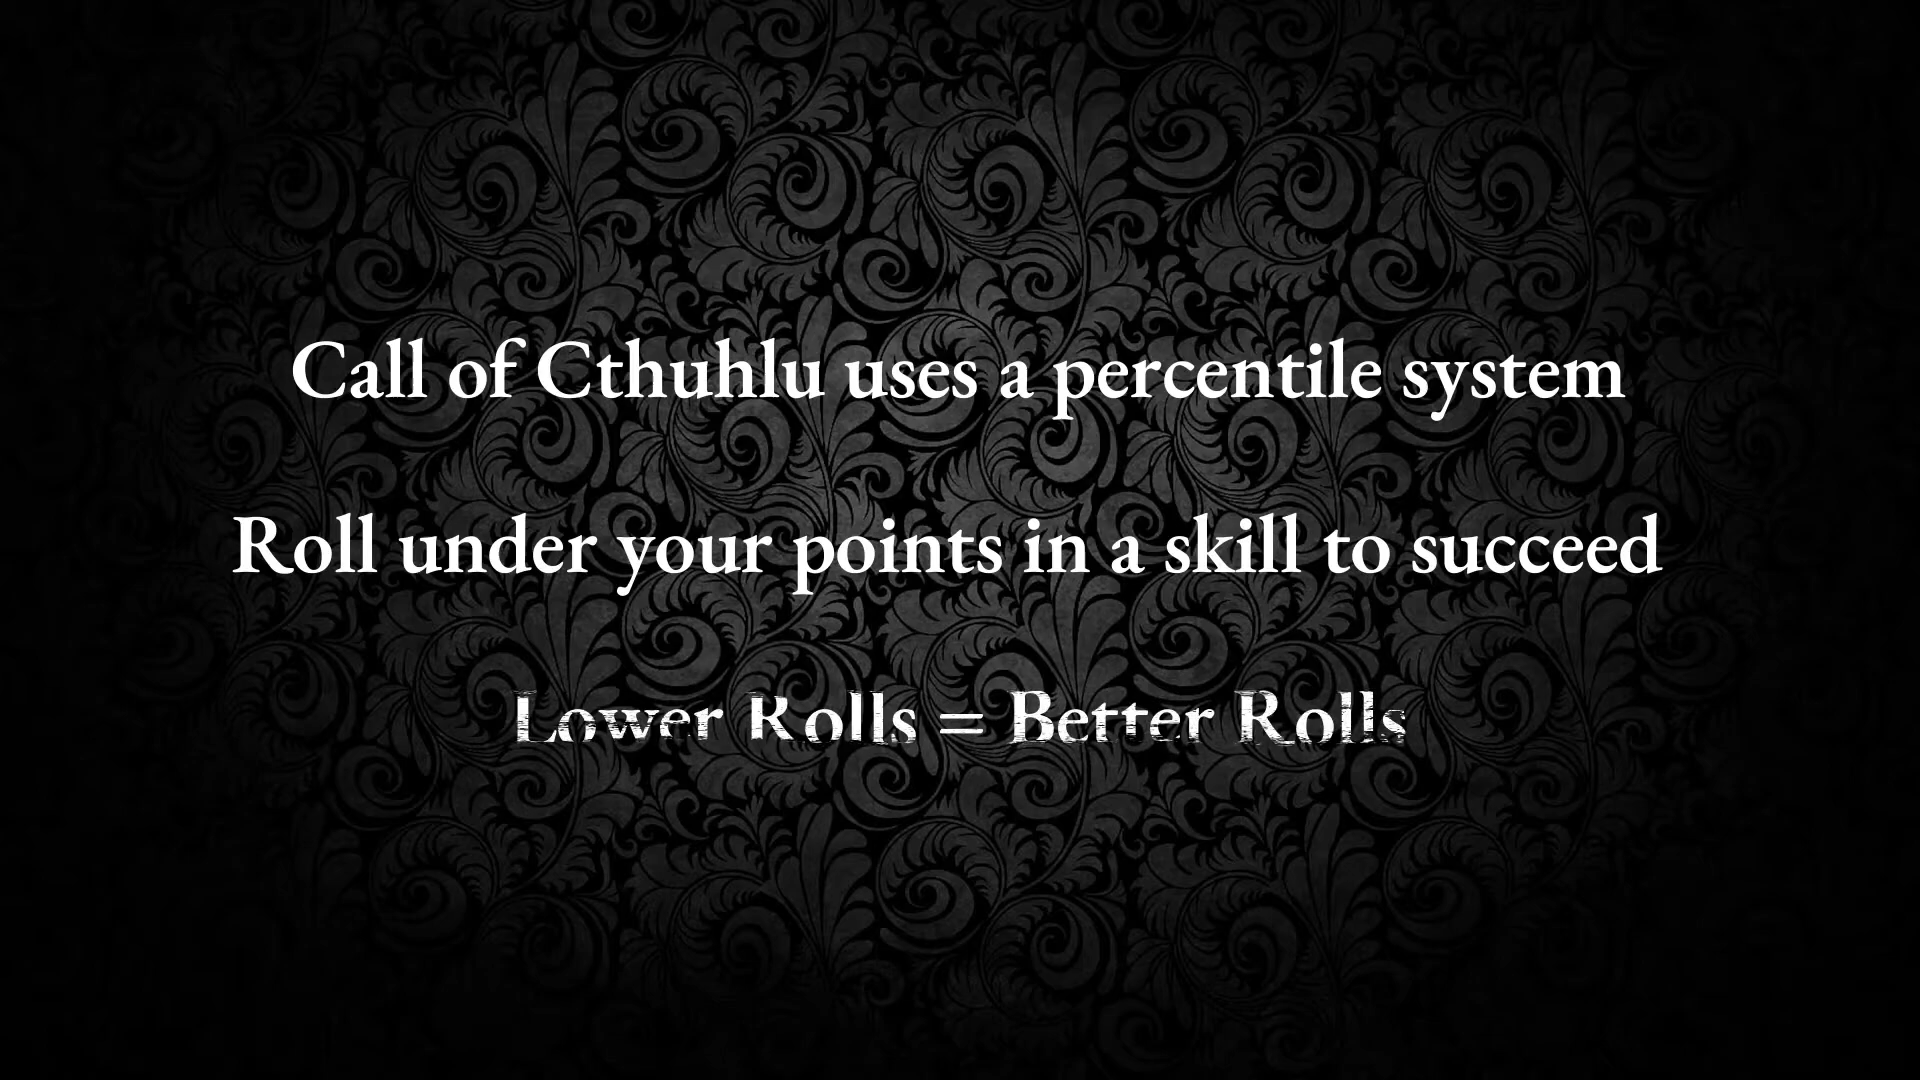 Call of Cthuhlu uses a percentile system
Roll under your points in a skill to succeed
Lower Rolls = Better Rolls